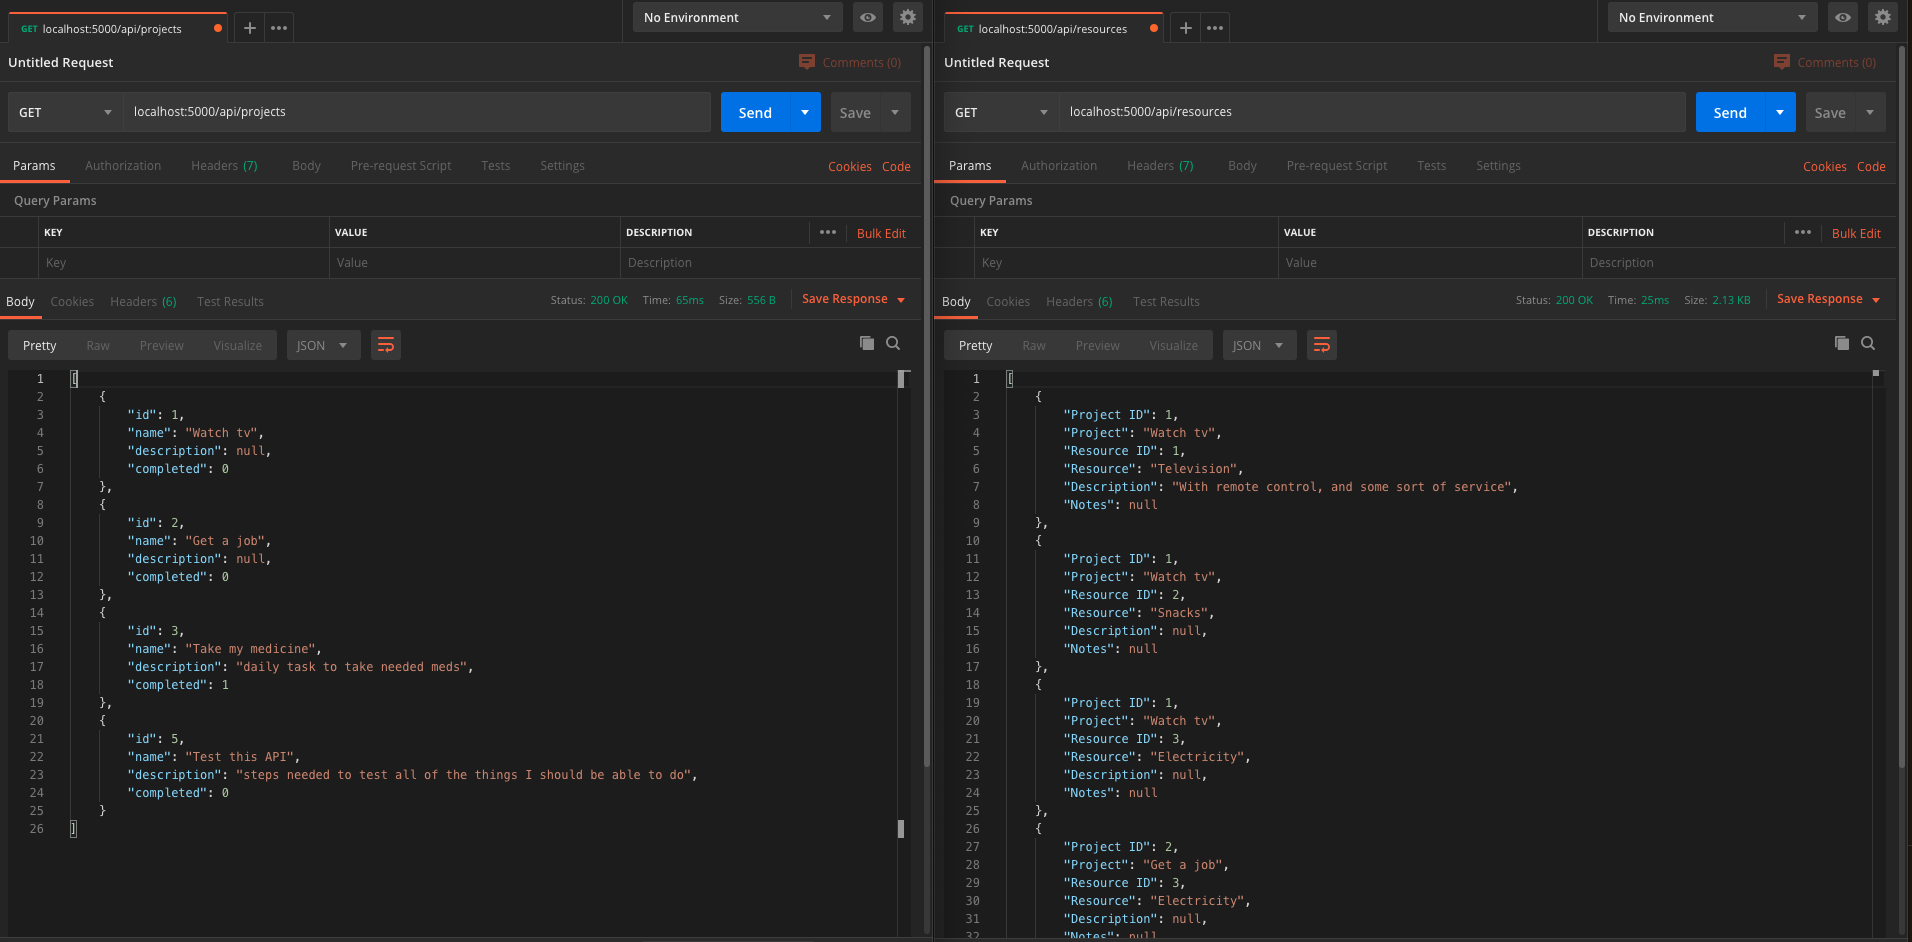 GET localhost:5000/api/projects
No Environment
Untitled Request
Comments (0)
GET
localhost:5000/api/projects
Send
Save
Params
Authorization
Headers (7)
Body
Pre-request Script
Tests
Settings
Cookies
Code
Query Params
KEY
VALUE
DESCRIPTION
Bulk Edit
Key
Value
Description
Body
Cookies
Headers (6)
Test Results
Status: 200 OK
Time: 65ms
Size: 556 B
Save Response
Pretty
Raw
Preview
Visualize
JSON
1 [
2 {
3 "id": 1,
4 "name": "Watch tv",
5 "description": null,
6 "completed": 0
7 },
8 {
9 "id": 2,
10 "name": "Get a job",
11 "description": null,
12 "completed": 0
13 },
14 {
15 "id": 3,
16 "name": "Take my medicine",
17 "description": "daily task to take needed meds",
18 "completed": 1
19 },
20 {
21 "id": 5,
22 "name": "Test this API",
23 "description": "steps needed to test all of the things I should be able to do",
24 "completed": 0
25 }
26 ]
GET localhost:5000/api/resources
No Environment
Untitled Request
Comments (0)
GET
localhost:5000/api/resources
Send
Save
Params
Authorization
Headers (7)
Body
Pre-request Script
Tests
Settings
Cookies
Code
Query Params
KEY
VALUE
DESCRIPTION
Bulk Edit
Key
Value
Description
Body
Cookies
Headers (6)
Test Results
Status: 200 OK
Time: 25ms
Size: 2.13 KB
Save Response
Pretty
Raw
Preview
Visualize
JSON
1 [
2 {
3 "Project ID": 1,
4 "Project": "Watch tv",
5 "Resource ID": 1,
6 "Resource": "Television",
7 "Description": "With remote control, and some sort of service",
8 "Notes": null
9 },
10 {
11 "Project ID": 1,
12 "Project": "Watch tv",
13 "Resource ID": 2,
14 "Resource": "Snacks",
15 "Description": null,
16 "Notes": null
17 },
18 {
19 "Project ID": 1,
20 "Project": "Watch tv",
21 "Resource ID": 3,
22 "Resource": "Electricity",
23 "Description": null,
24 "Notes": null
25 },
26 {
27 "Project ID": 2,
28 "Project": "Get a job",
29 "Resource ID": 3,
30 "Resource": "Electricity",
31 "Description": null,
32 "Notes": null